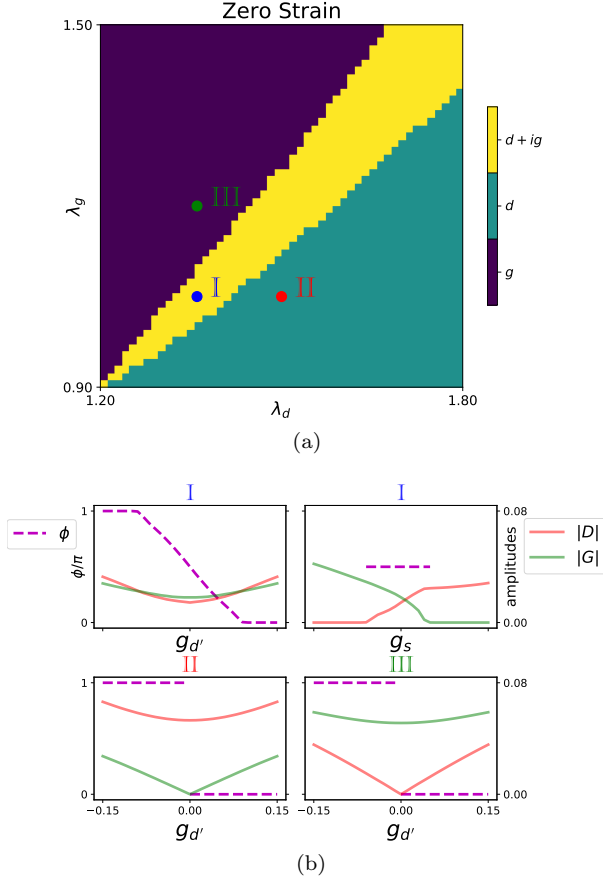 Zero Strain
1.50
λ_g
III
I
II
0.90
1.20
λ_d
1.80
d + ig
d
g
(a)
I
I
ϕ
1
ϕ/π
0
g_{d'}
g_s
0.08
amplitudes
0.00
|D|
|G|
II
III
1
0
−0.15
0.00
0.15
g_{d'}
−0.15
0.00
0.15
g_{d'}
0.08
0.00
(b)